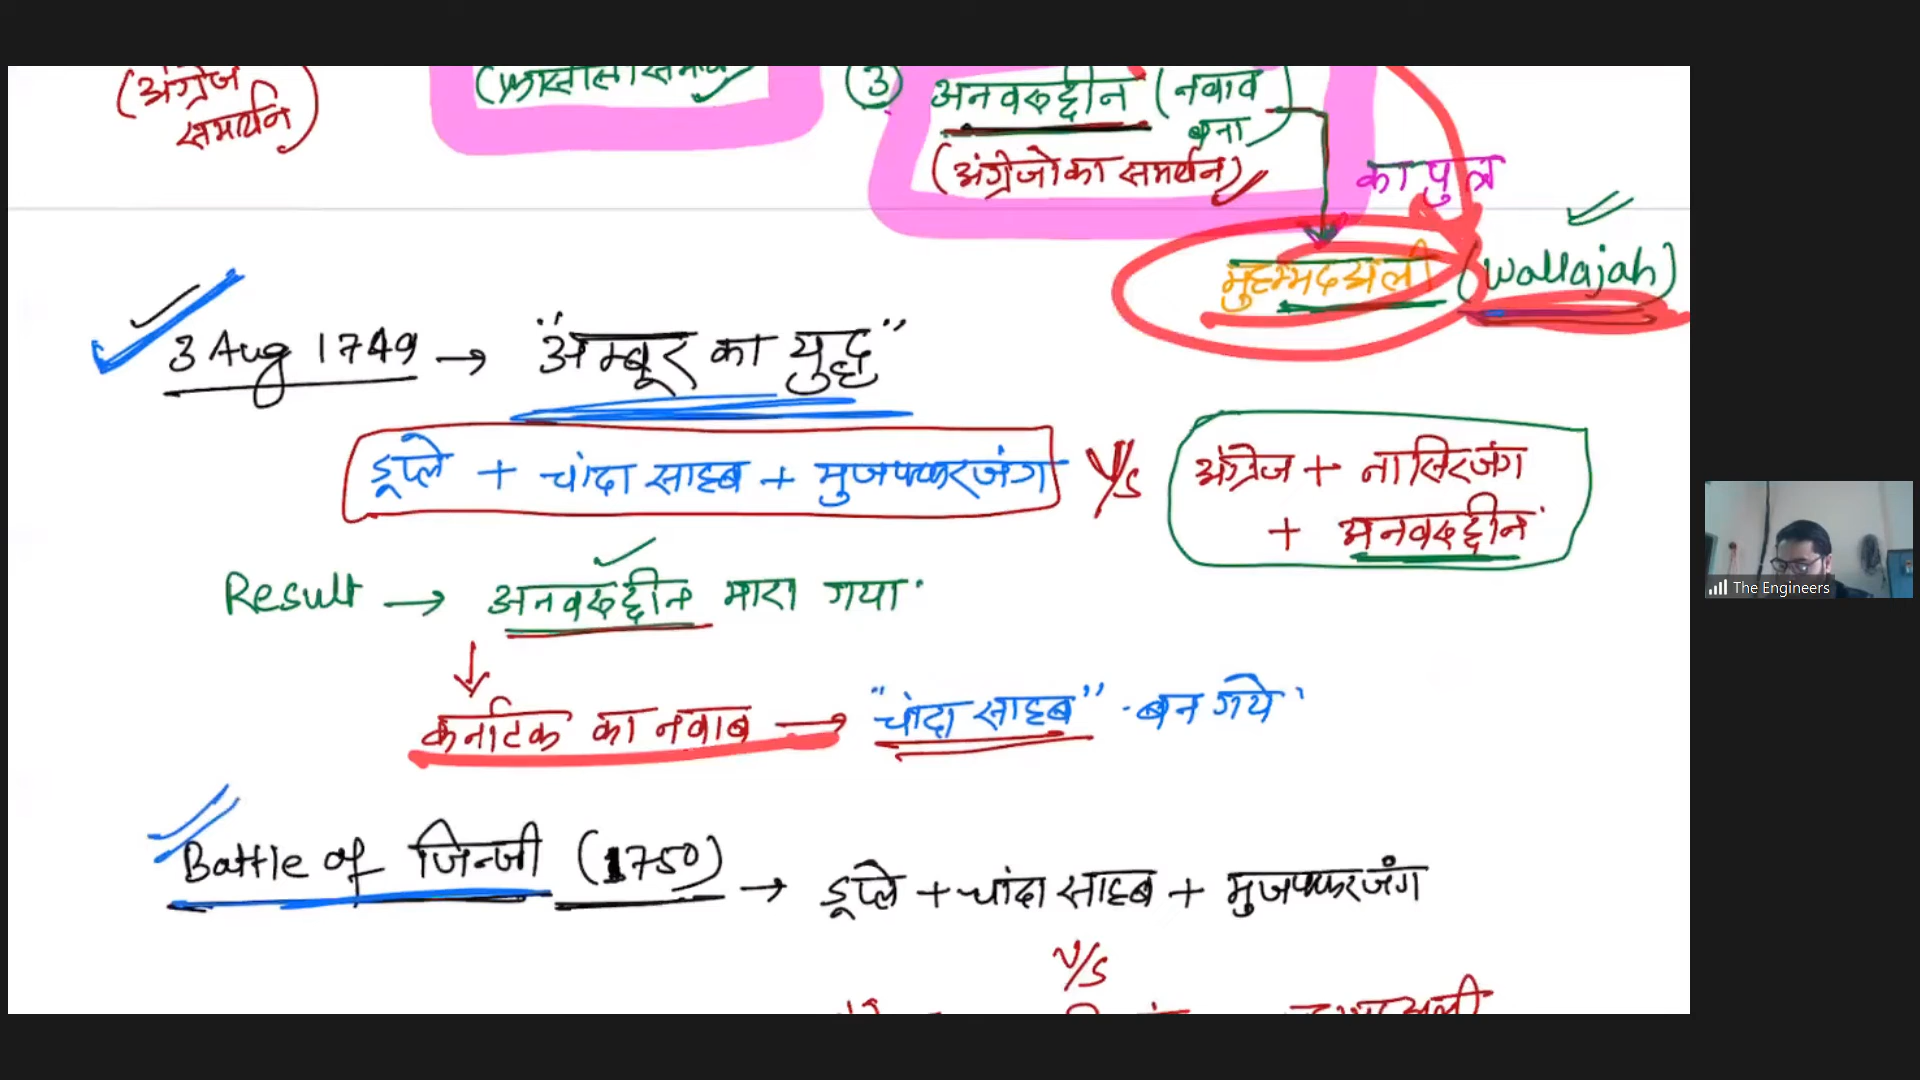 (अंग्रेज
समर्थन)
③ अनवरूद्दीन (नवाब
बना)
(अंग्रेजो का समर्थन)
का पुत्र
मुहम्मद अली (Wallajah)
3 Aug 1749 → "अम्बूर का युद्ध"
डूप्ले + चांदा साहब + मुजफ्फरजंग V/s अंग्रेज + नासिरजंग
+ अनवरूद्दीन
Result → अनवरूद्दीन मारा गया
↓
कर्नाटक का नवाब → "चांदा साहब" बन गये
Battle of जिन्जी (1750) → डूप्ले + चांदा साहब + मुजफ्फरजंग
V/s
The Engineers